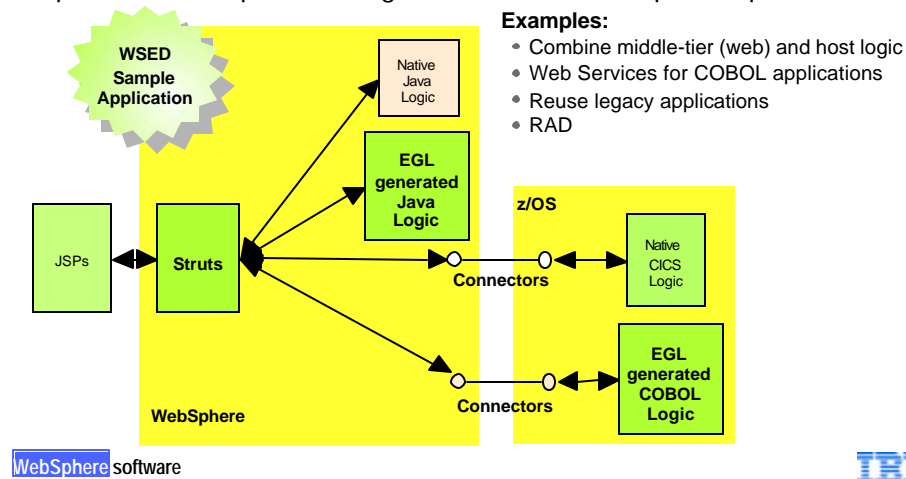 Examples:
Combine middle-tier (web) and host logic
Web Services for COBOL applications
Reuse legacy applications
RAD
WSED
Sample
Application
Native
Java
Logic
EGL
generated
Java
Logic
z/OS
JSPs
Struts
Native
CICS
Logic
Connectors
EGL
generated
COBOL
Logic
Connectors
WebSphere
WebSphere software